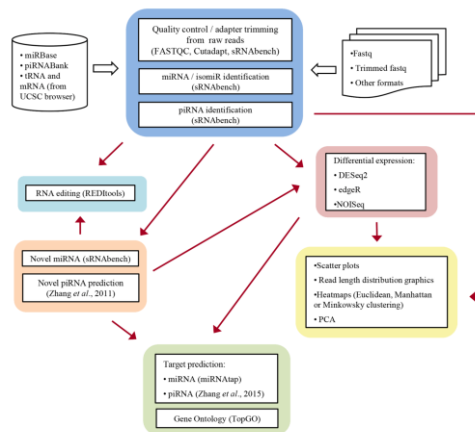 • miRBase
• piRNABank
• tRNA and
mRNA (from
UCSC browser)
Quality control / adapter trimming
from raw reads
(FASTQC, Cutadapt, sRNAbench)
miRNA / isomiR identification
(sRNAbench)
piRNA identification
(sRNAbench)
•Fastq
• Trimmed fastq
• Other formats
RNA editing (REDItools)
Differential expression:
• DESeq2
• edgeR
•NOISeq
Novel miRNA (sRNAbench)
Novel piRNA prediction
(Zhang et al., 2011)
•Scatter plots
• Read length distribution graphics
•Heatmaps (Euclidean, Manhattan
or Minkowsky clustering)
•PCA
Target prediction:
• miRNA (miRNAtap)
• piRNA (Zhang et al., 2015)
Gene Ontology (TopGO)